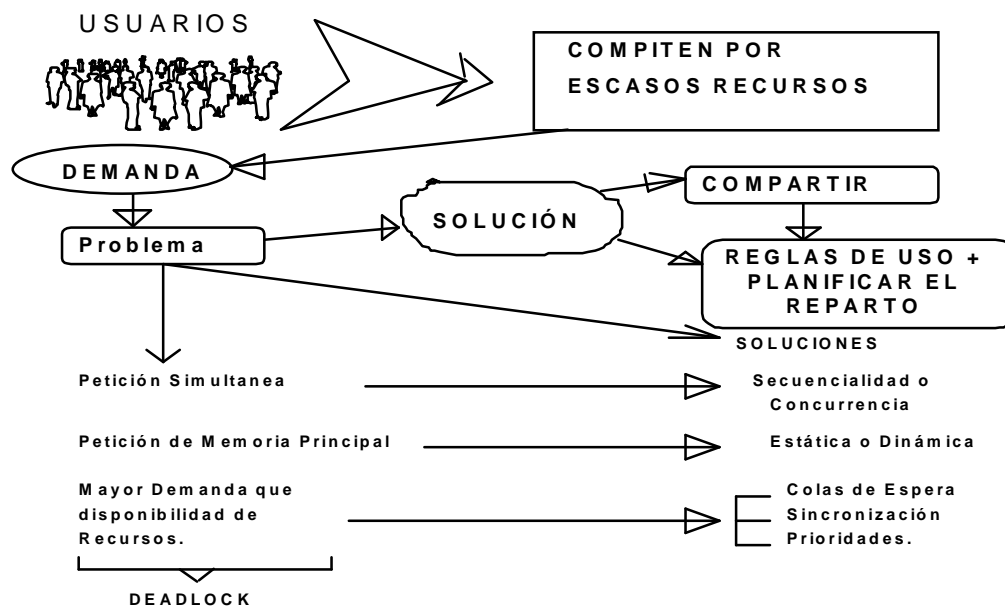 USUARIOS
COMPITEN POR
ESCASOS RECURSOS
DEMANDA
COMPARTIR
SOLUCIÓN
Problema
REGLAS DE USO +
PLANIFICAR EL
REPARTO
SOLUCIONES
Petición Simultanea
Secuencialidad o
Concurrencia
Petición de Memoria Principal
Estática o Dinámica
Mayor Demanda que
disponibilidad de
Recursos.
Colas de Espera
Sincronización
Prioridades.
DEADLOCK